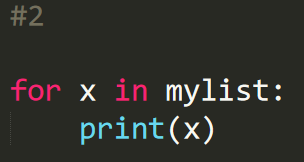 #2
for x in mylist:
    print(x)